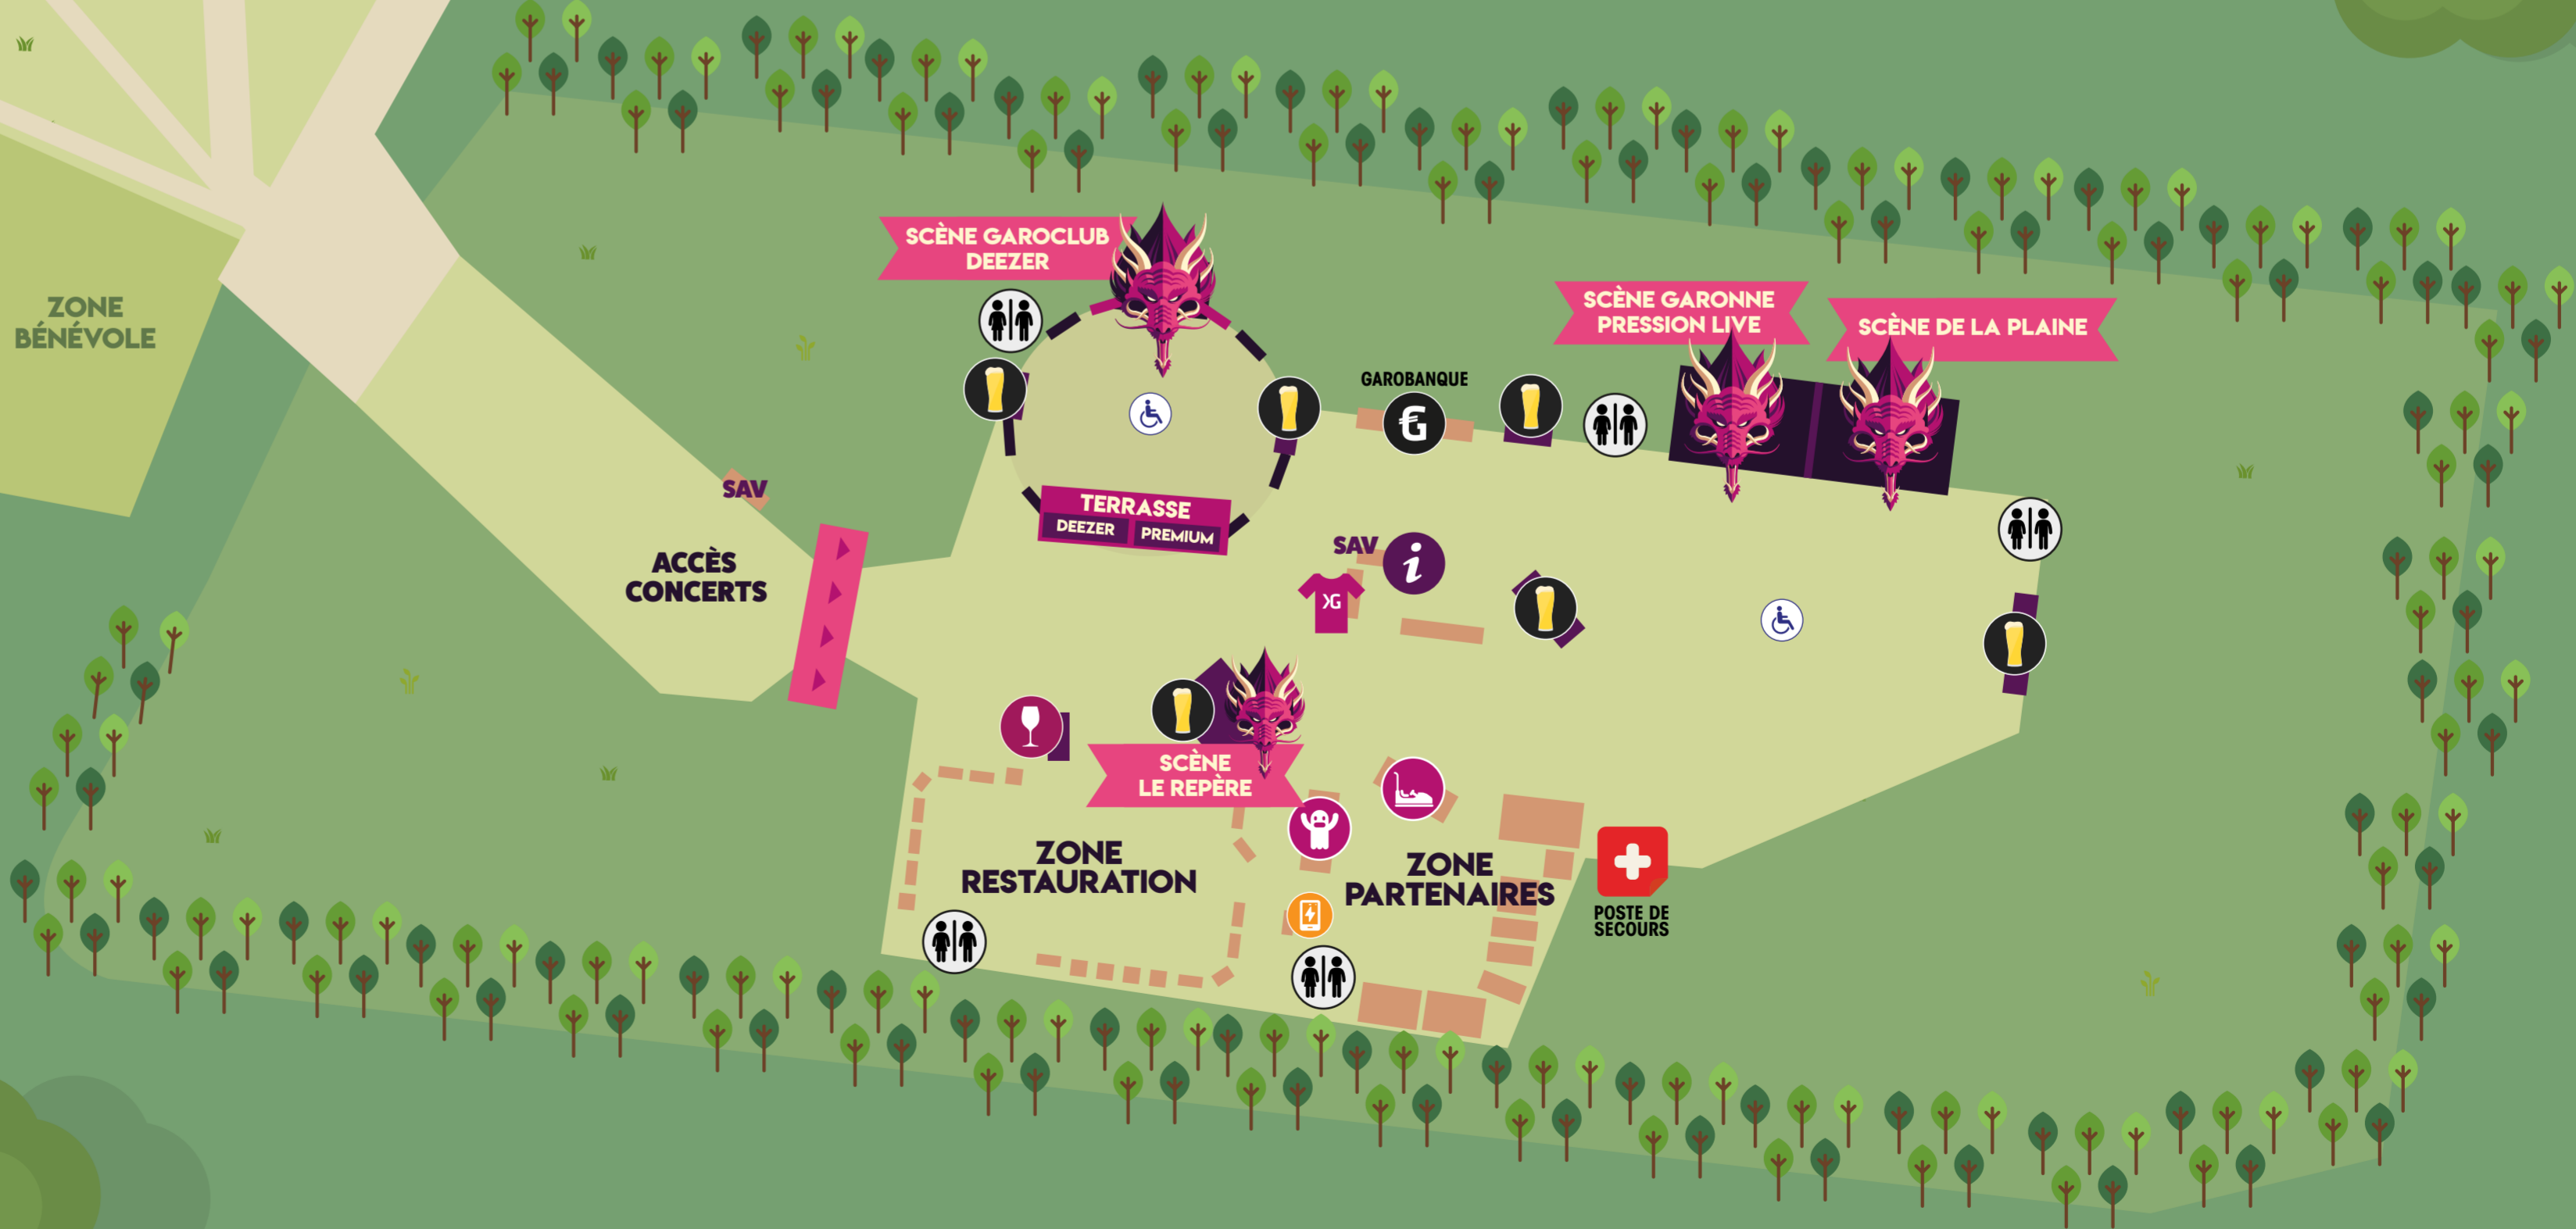 SCÈNE GAROCLUB
DEEZER
SCÈNE GARONNE
PRESSION LIVE
SCÈNE DE LA PLAINE
ZONE
BÉNÉVOLE
GAROBANQUE
€G
SAV
TERRASSE
DEEZER PREMIUM
ACCÈS
CONCERTS
SAV
i
XG
SCÈNE
LE REPÈRE
ZONE
RESTAURATION
ZONE
PARTENAIRES
POSTE DE
SECOURS